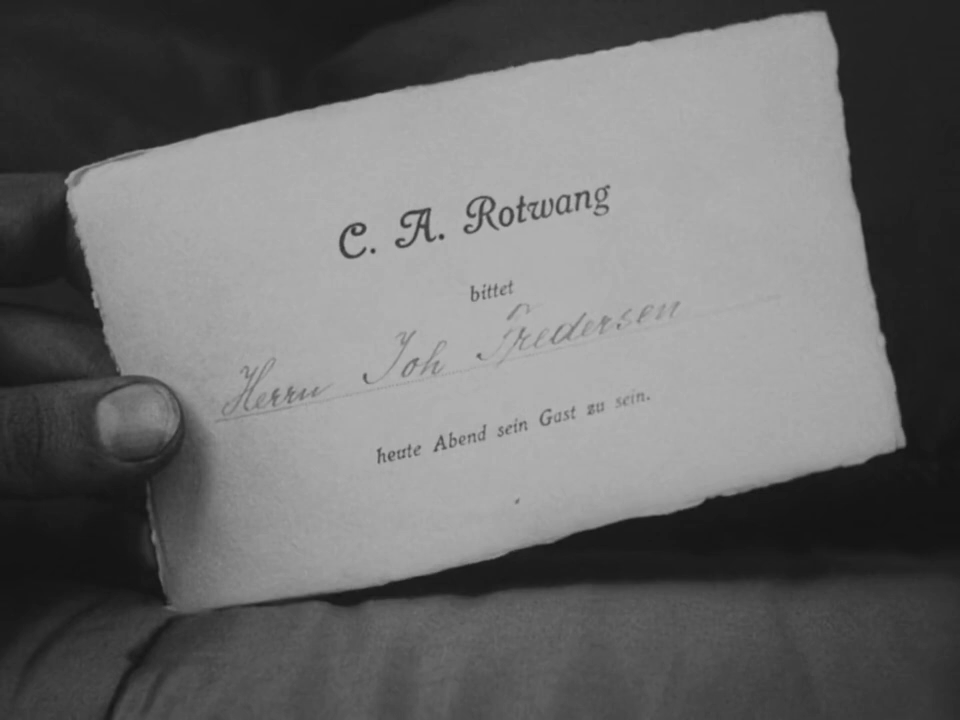 C. A. Rotwang
bittet
Herrn Joh Fredersen
heute Abend sein Gast zu sein.